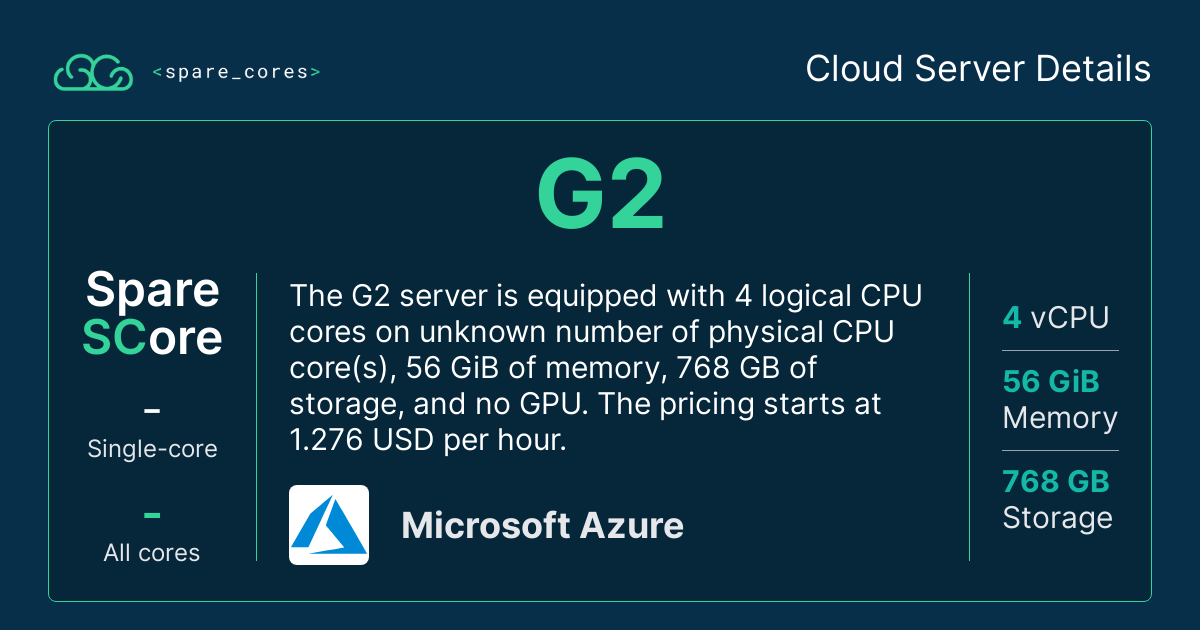 <spare_cores>
Cloud Server Details
G2
Spare
SCore
-
Single-core
-
All cores
The G2 server is equipped with 4 logical CPU
cores on unknown number of physical CPU
core(s), 56 GiB of memory, 768 GB of
storage, and no GPU. The pricing starts at
1.276 USD per hour.
Microsoft Azure
4 vCPU
56 GiB
Memory
768 GB
Storage